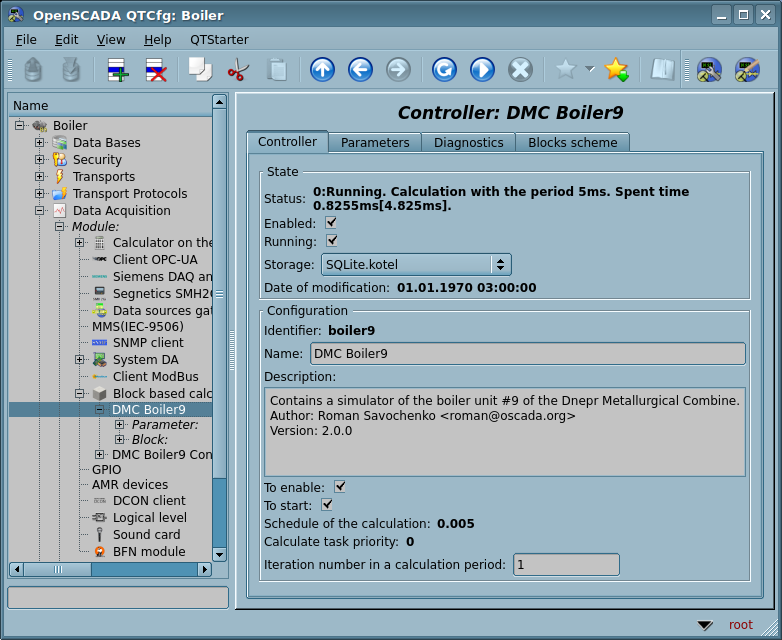 OpenSCADA QTCfg: Boiler
File Edit View Help QTStarter
Name
Boiler
Data Bases
Security
Transports
Transport Protocols
Data Acquisition
Module:
Calculator on the
Client OPC-UA
Siemens DAQ an
Segnetics SMH2
Data sources gat
MMS(IEC-9506)
SNMP client
System DA
Client ModBus
Block based calc
DMC Boiler9
Parameter:
Block:
DMC Boiler9 Con
GPIO
AMR devices
DCON client
Logical level
Sound card
BFN module
Controller: DMC Boiler9
Controller Parameters Diagnostics Blocks scheme
State
Status: 0:Running. Calculation with the period 5ms. Spent time
0.8255ms[4.825ms].
Enabled:
Running:
Storage: SQLite.kotel
Date of modification: 01.01.1970 03:00:00
Configuration
Identifier: boiler9
Name: DMC Boiler9
Description:
Contains a simulator of the boiler unit #9 of the Dnepr Metallurgical Combine.
Author: Roman Savochenko <roman@oscada.org>
Version: 2.0.0
To enable:
To start:
Schedule of the calculation: 0.005
Calculate task priority: 0
Iteration number in a calculation period: 1
root